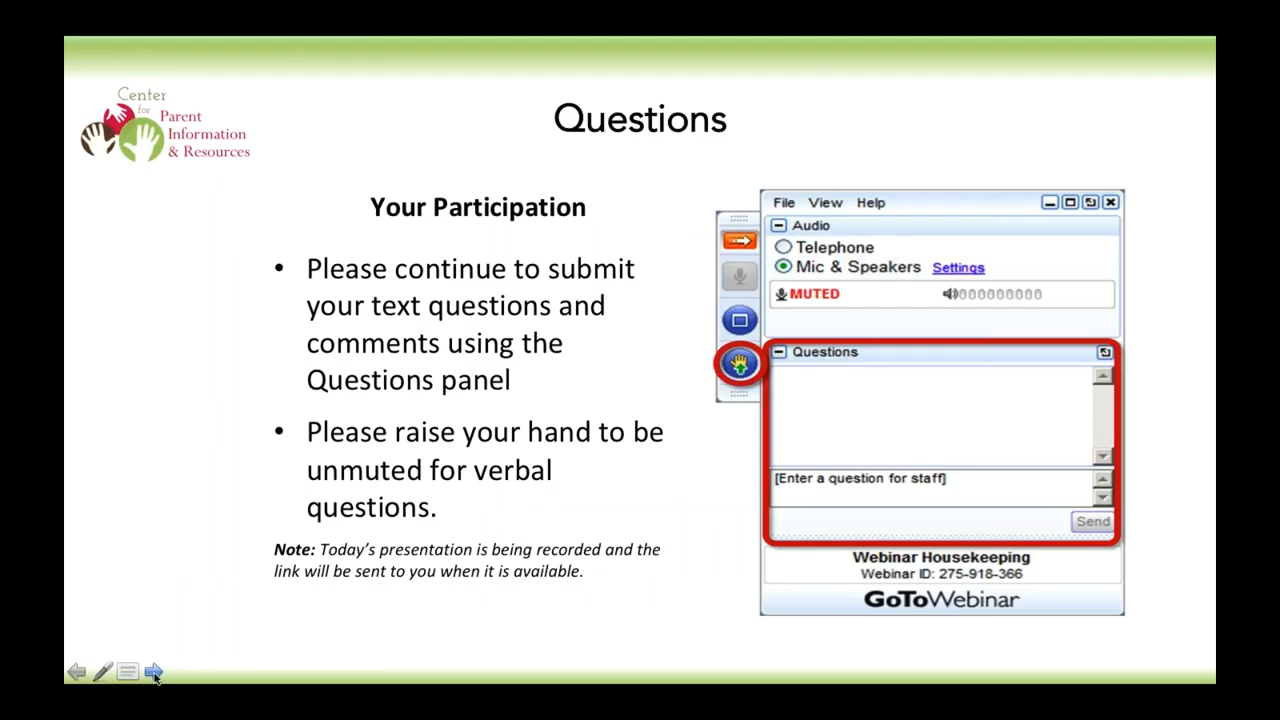 Center
for
Parent
Information
& Resources
Questions
Your Participation
• Please continue to submit
your text questions and
comments using the
Questions panel
• Please raise your hand to be
unmuted for verbal
questions.
Note: Today's presentation is being recorded and the
link will be sent to you when it is available.
File View Help
Audio
Telephone
Mic & Speakers Settings
MUTED 000000000
Questions
[Enter a question for staff]
Send
Webinar Housekeeping
Webinar ID: 275-918-366
GoToWebinar